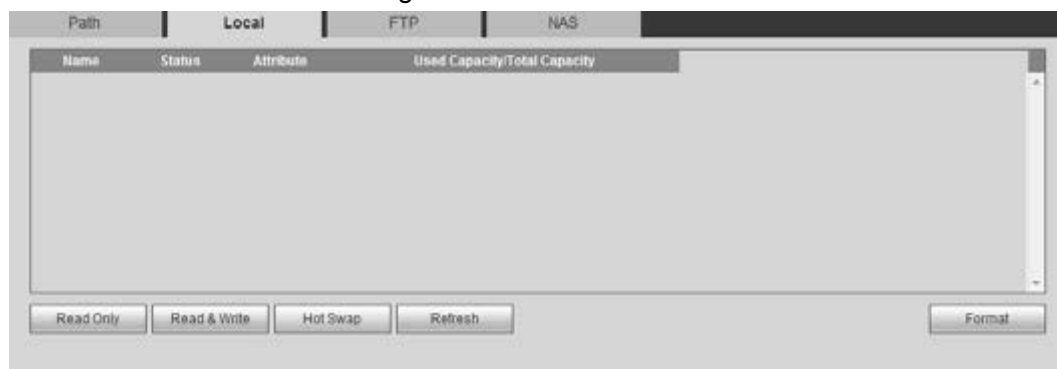 Path Local FTP NAS
Name Status Attribute Used Capacity/Total Capacity
Read Only Read & Write Hot Swap Refresh Format